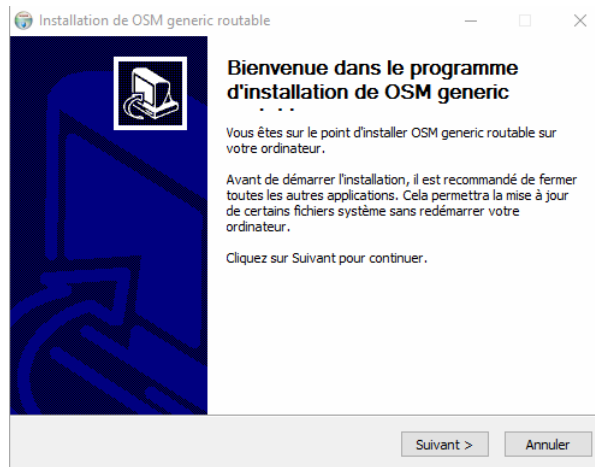 Installation de OSM generic routable
Bienvenue dans le programme
d'installation de OSM generic
Vous êtes sur le point d'installer OSM generic routable sur
votre ordinateur.
Avant de démarrer l'installation, il est recommandé de fermer
toutes les autres applications. Cela permettra la mise à jour
de certains fichiers système sans redémarrer votre
ordinateur.
Cliquez sur Suivant pour continuer.
Suivant >
Annuler